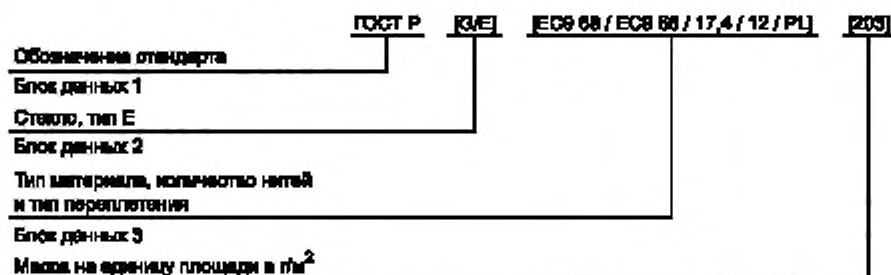 ГОСТ Р [G/E] [EC9 68 / EC9 68 / 17,4 / 12 / PL] [203]
Обозначение стандарта
Блок данных 1
Стекло, тип Е
Блок данных 2
Тип материала, количество нитей
и тип переплетения
Блок данных 3
Масса на единицу площади в г/м²